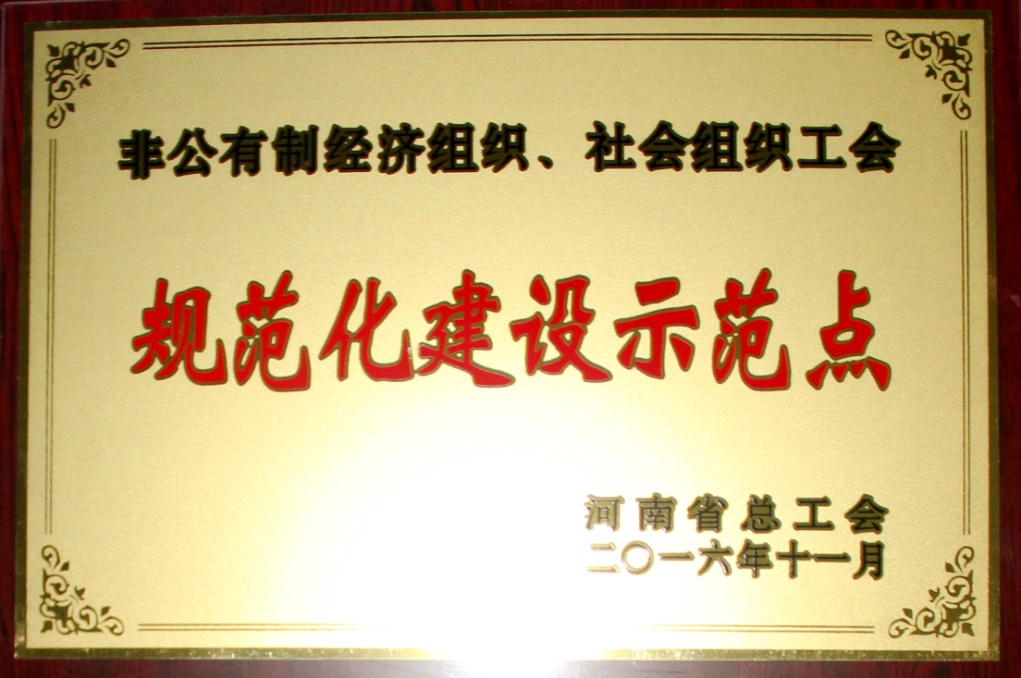 非公有制经济组织、社会组织工会
规范化建设示范点
河南省总工会
二〇一六年十一月